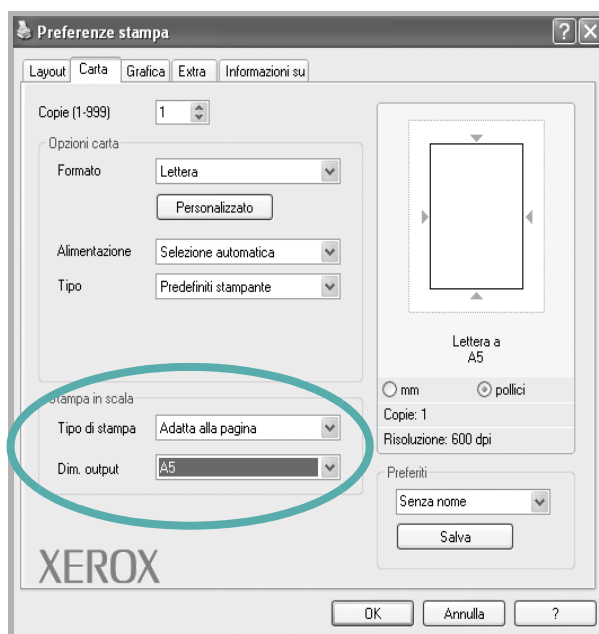 Preferenze stampa
Layout Carta Grafica Extra Informazioni su
Copie (1-999) 1
Opzioni carta
Formato Lettera
Personalizzato
Alimentazione Selezione automatica
Tipo Predefiniti stampante
Lettera a
A5
mm pollici
Copie: 1
Risoluzione: 600 dpi
Stampa in scala
Tipo di stampa Adatta alla pagina
Dim. output A5
Preferiti
Senza nome
Salva
XEROX
OK Annulla ?